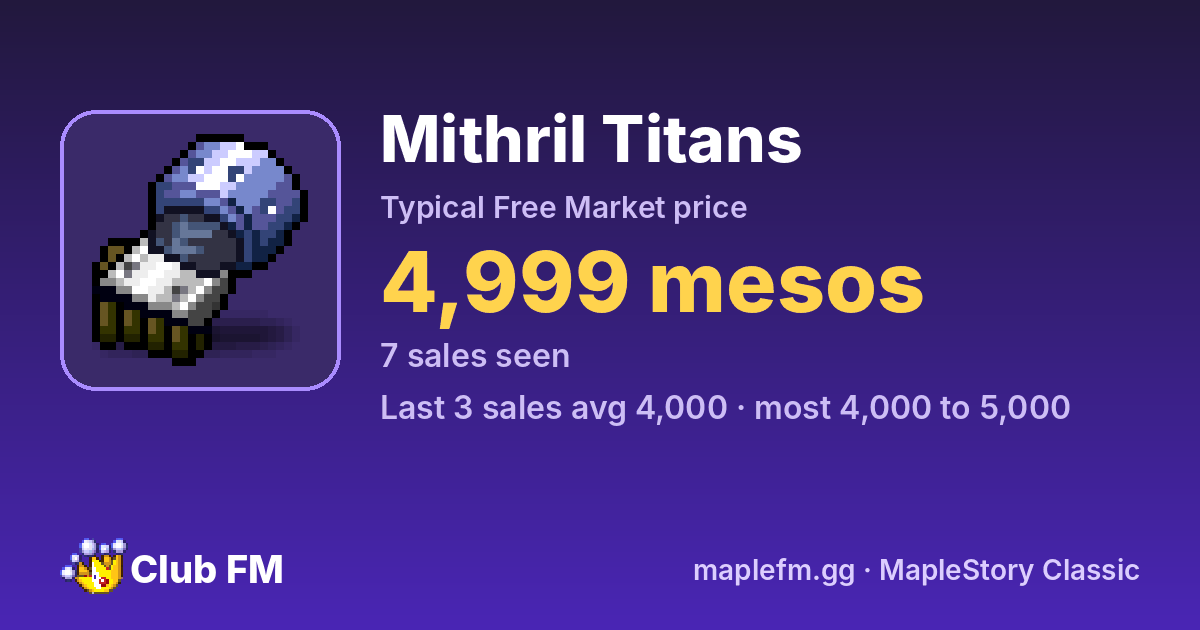 Mithril Titans
Typical Free Market price
4,999 mesos
7 sales seen
Last 3 sales avg 4,000 · most 4,000 to 5,000
Club FM
maplefm.gg · MapleStory Classic